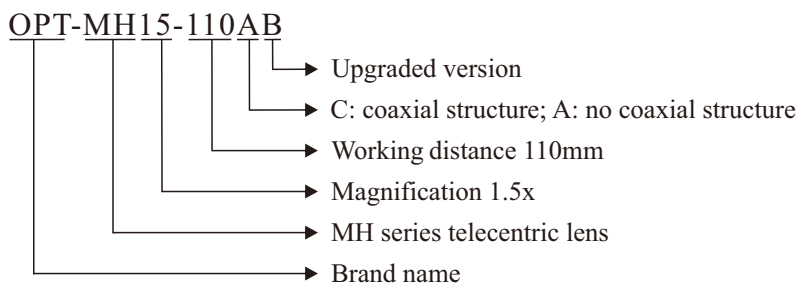 OPT-MH15-110AB
Upgraded version
C: coaxial structure; A: no coaxial structure
Working distance 110mm
Magnification 1.5x
MH series telecentric lens
Brand name